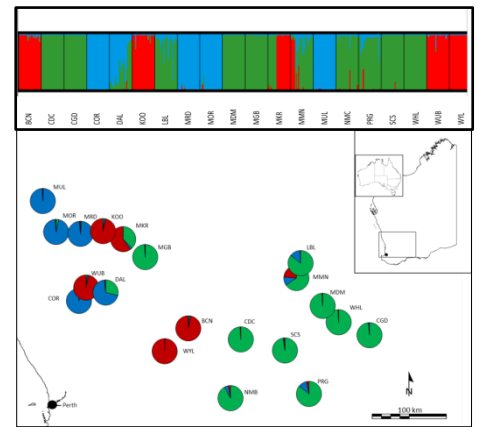 BCN CDC CGD COR DAL KOO LBL MRD MOR MDM MGB MKR MMN MUL NMC PRG SCS WHL WUB WYL
MUL
MOR MRD KOO
MKR
MGB
LBL
WUB
DAL
MMN
COR
MDM
WHL
BCN
CDC
CGD
SCS
WYL
PRG
NMB
N
Perth
100 km